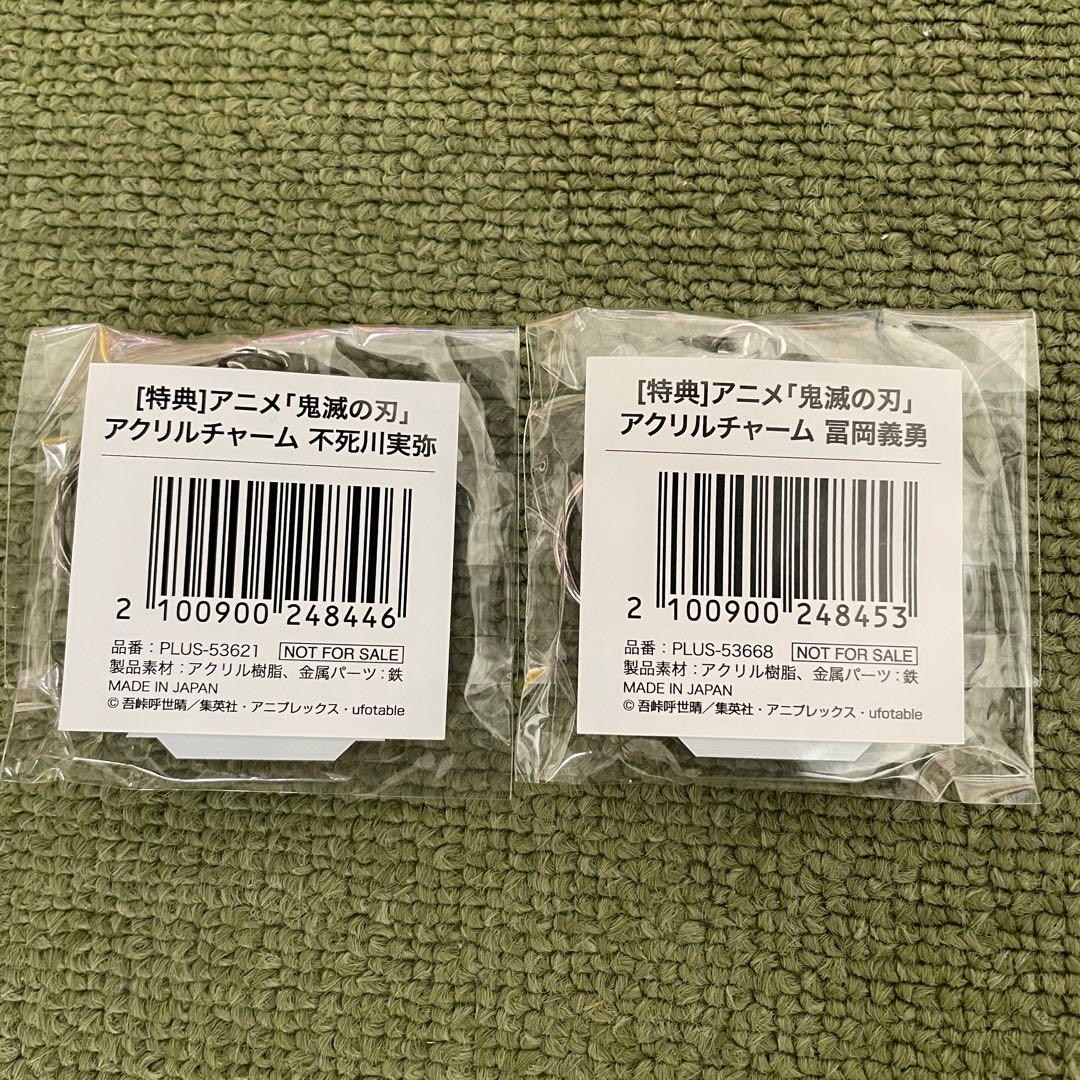 [特典]アニメ「鬼滅の刃」
アクリルチャーム 不死川実弥
2 100900 248446
品番：PLUS-53621 NOT FOR SALE
製品素材：アクリル樹脂、金属パーツ：鉄
MADE IN JAPAN
© 吾峠呼世晴／集英社・アニプレックス・ufotable
[特典]アニメ「鬼滅の刃」
アクリルチャーム 冨岡義勇
2 100900 248453
品番：PLUS-53668 NOT FOR SALE
製品素材：アクリル樹脂、金属パーツ：鉄
MADE IN JAPAN
© 吾峠呼世晴／集英社・アニプレックス・ufotable